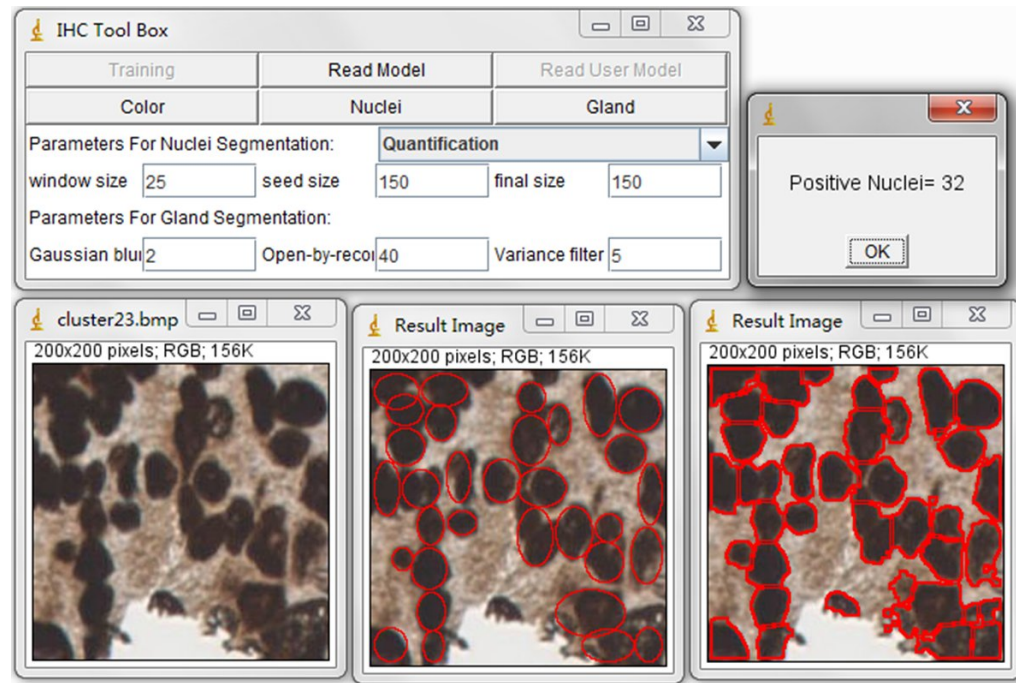 IHC Tool Box
Training Read Model Read User Model
Color Nuclei Gland
Parameters For Nuclei Segmentation: Quantification
window size 25 seed size 150 final size 150
Parameters For Gland Segmentation:
Gaussian blur 2 Open-by-recon 40 Variance filter 5
Positive Nuclei= 32
OK
cluster23.bmp
200x200 pixels; RGB; 156K
Result Image
200x200 pixels; RGB; 156K
Result Image
200x200 pixels; RGB; 156K